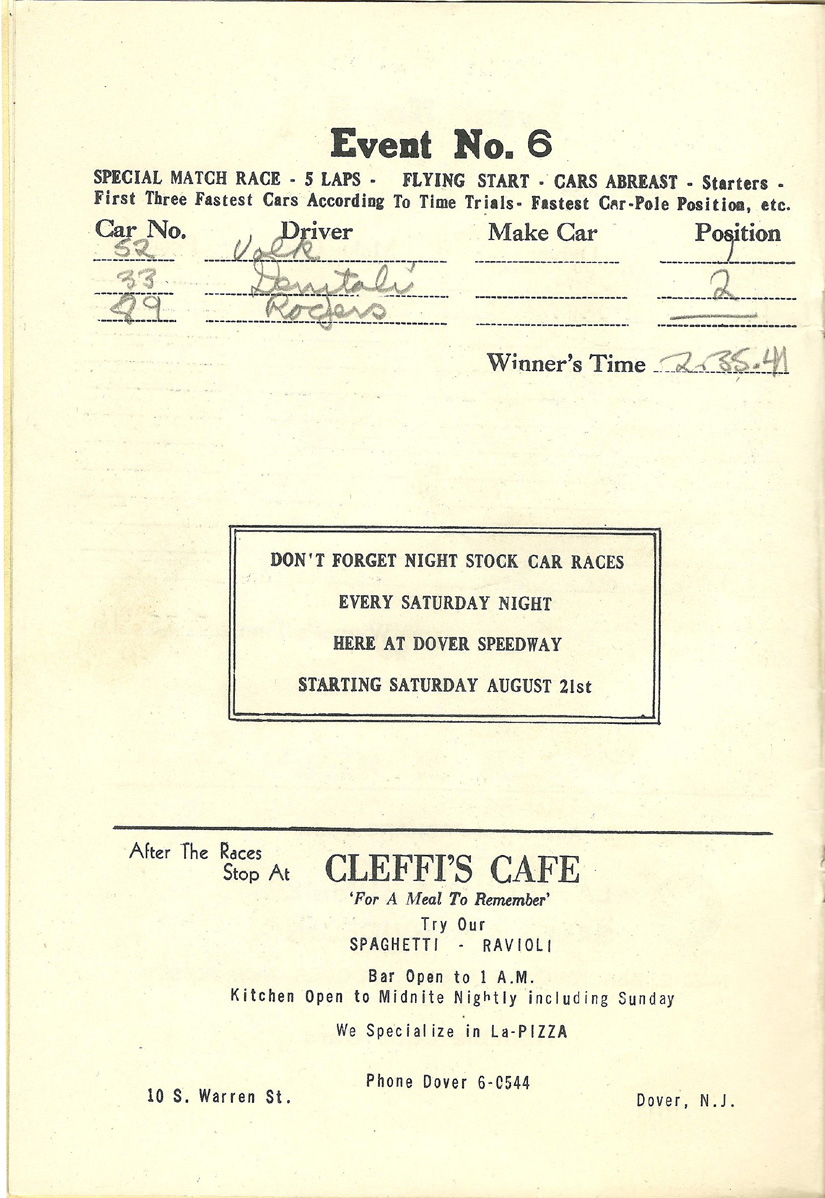 Event No. 6
SPECIAL MATCH RACE - 5 LAPS - FLYING START - CARS ABREAST - Starters -
First Three Fastest Cars According To Time Trials- Fastest Car-Pole Position, etc.
Car No. Driver Make Car Position
52 Volk 1
33 2
Rogers
Winner's Time 2.35.41
DON'T FORGET NIGHT STOCK CAR RACES
EVERY SATURDAY NIGHT
HERE AT DOVER SPEEDWAY
STARTING SATURDAY AUGUST 21st
After The Races
Stop At CLEFFI'S CAFE
'For A Meal To Remember'
Try Our
SPAGHETTI - RAVIOLI
Bar Open to 1 A.M.
Kitchen Open to Midnite Nightly including Sunday
We Specialize in La-PIZZA
Phone Dover 6-0544
10 S. Warren St. Dover, N.J.